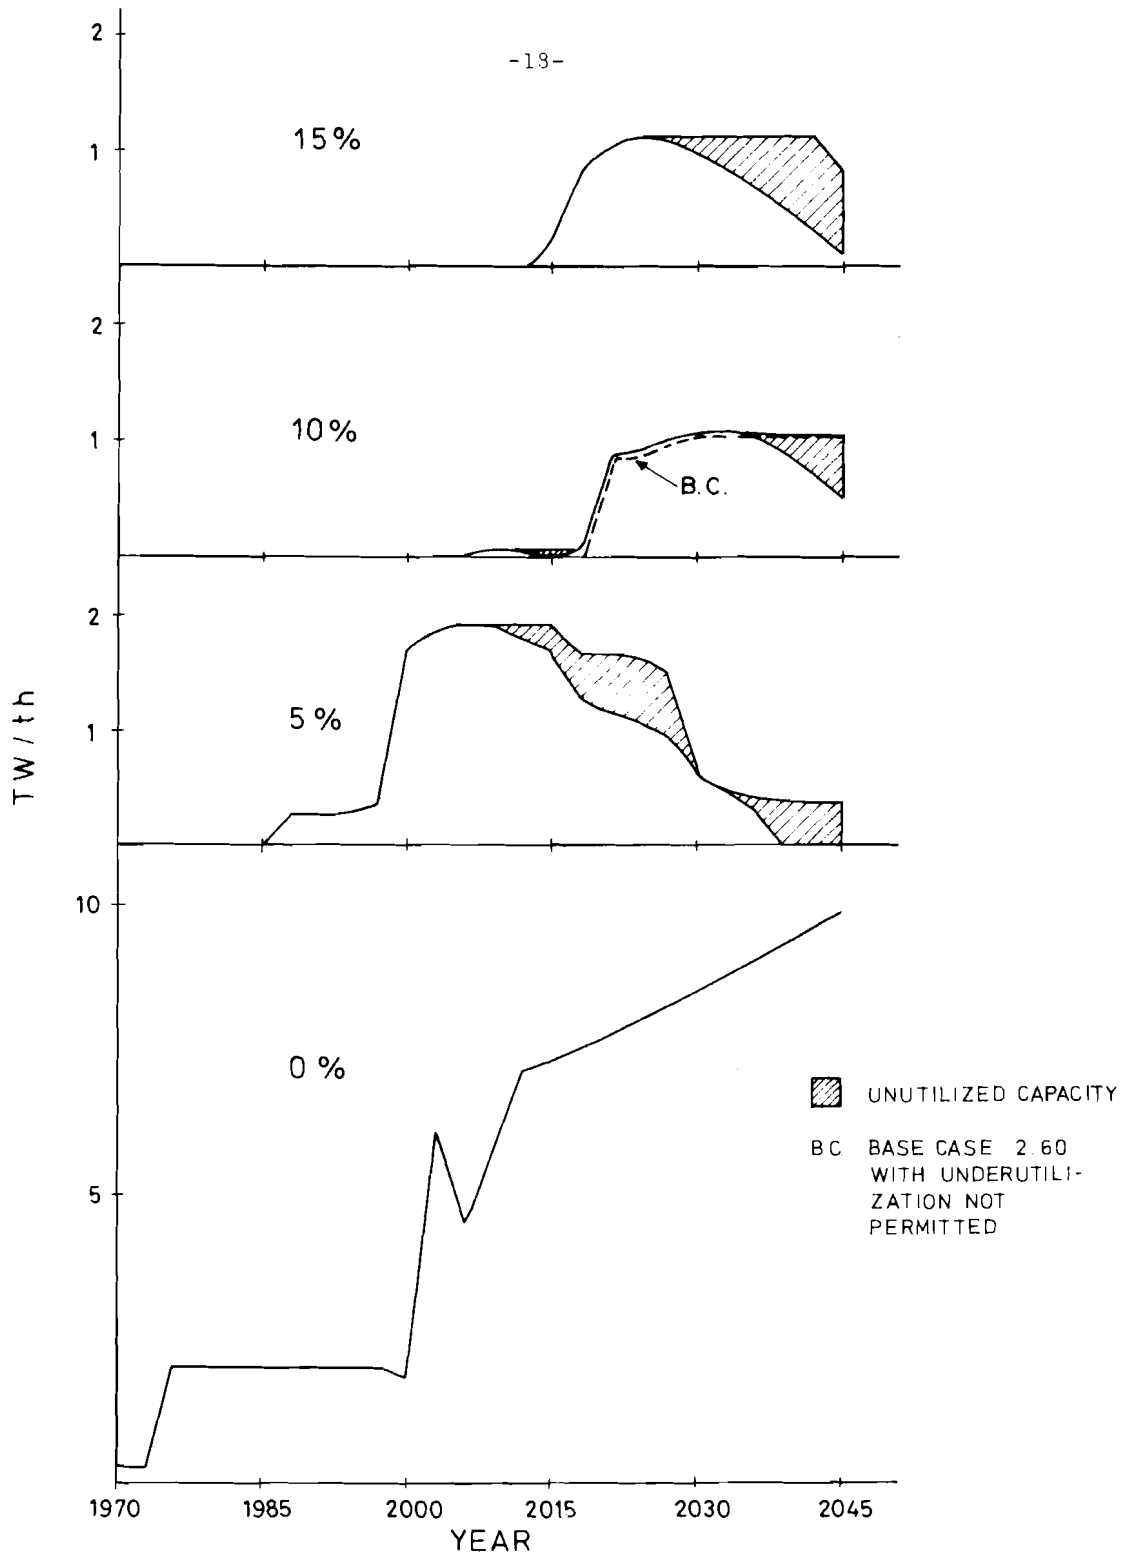 -18-
2
15%
1
2
10%
1
B.C.
2
5%
1
TW/th
10
0%
5
UNUTILIZED CAPACITY
BC BASE CASE 2.60
WITH UNDERUTILI-
ZATION NOT
PERMITTED
1970 1985 2000 2015 2030 2045
YEAR